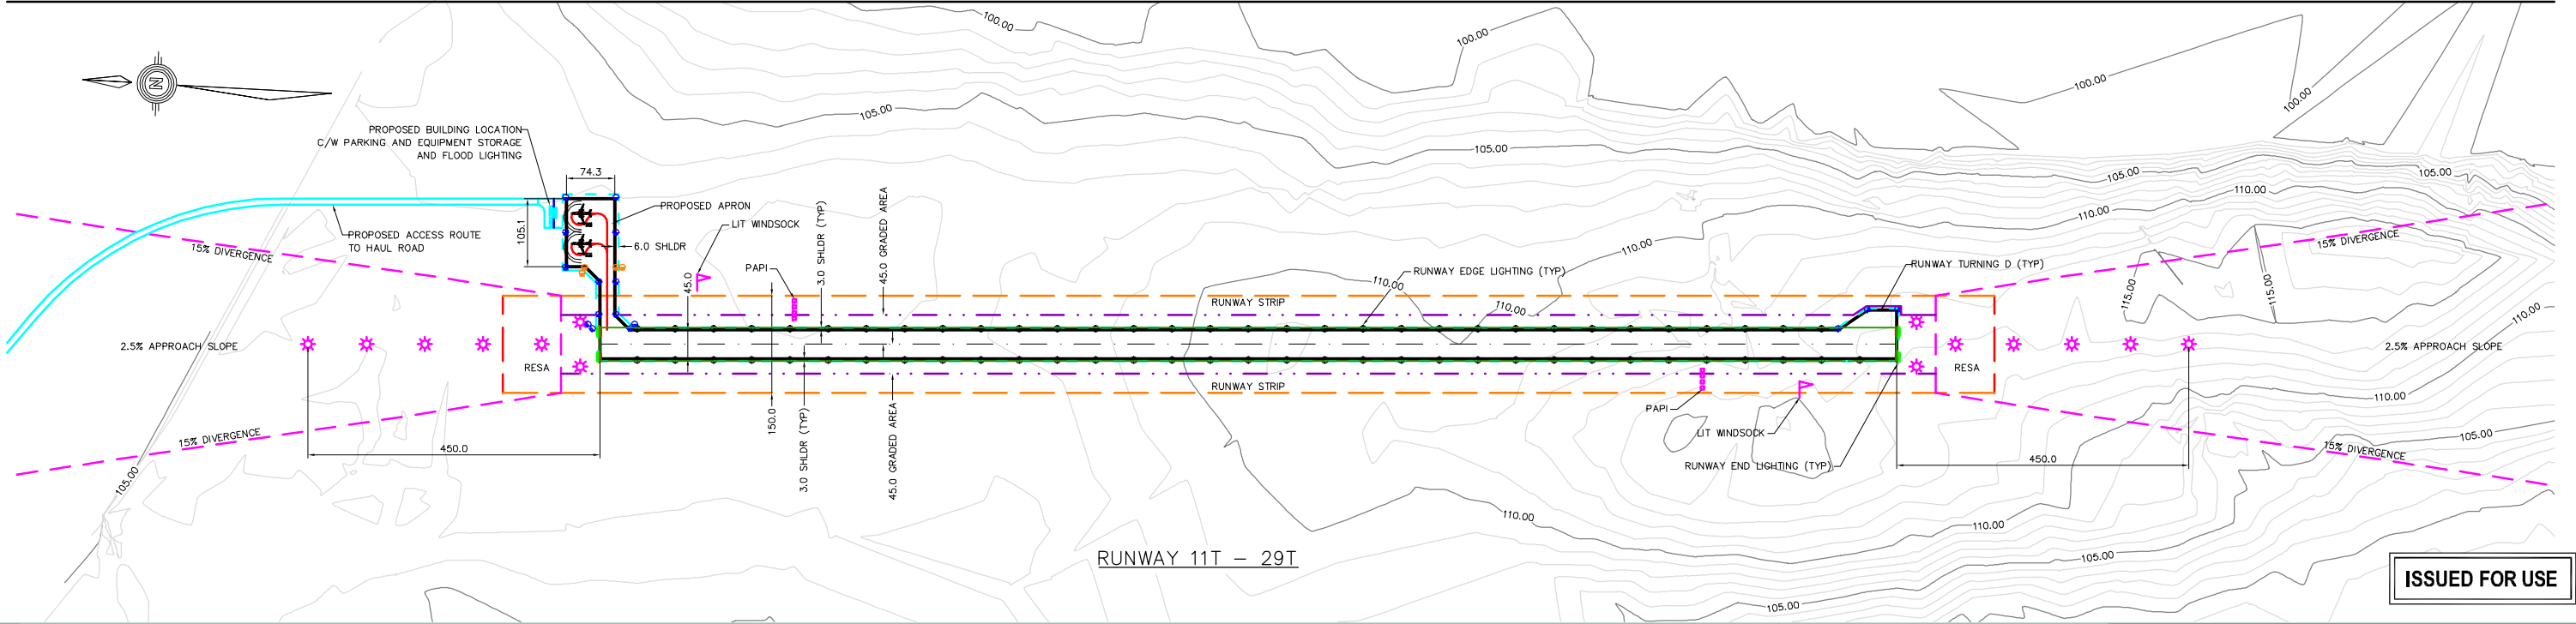 100.00
100.00
100.00
100.00
N
105.00
PROPOSED BUILDING LOCATION
C/W PARKING AND EQUIPMENT STORAGE
AND FLOOD LIGHTING
105.00
105.00
105.00
74.3
110.00
PROPOSED APRON
105.1
110.00
LIT WINDSOCK
6.0 SHLDR
3.0 SHLDR (TYP)
45.0 GRADED AREA
PROPOSED ACCESS ROUTE
TO HAUL ROAD
15% DIVERGENCE
15% DIVERGENCE
110.00
PAPI
45.0
RUNWAY EDGE LIGHTING (TYP)
RUNWAY TURNING D (TYP)
110.00
115.00
115.00
RUNWAY STRIP
110.00
110.00
2.5% APPROACH SLOPE
2.5% APPROACH SLOPE
RESA
RESA
RUNWAY STRIP
150.0
3.0 SHLDR (TYP)
45.0 GRADED AREA
PAPI
110.00
LIT WINDSOCK
15% DIVERGENCE
105.00
15% DIVERGENCE
450.0
RUNWAY END LIGHTING (TYP)
450.0
105.00
110.00
110.00
RUNWAY 11T - 29T
105.00
ISSUED FOR USE
105.00